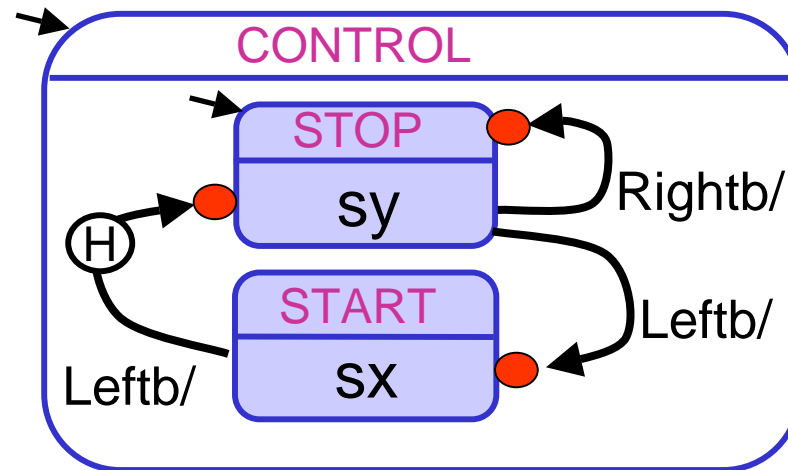 CONTROL
STOP
sy
Rightb/
H
START
Leftb/
sx
Leftb/